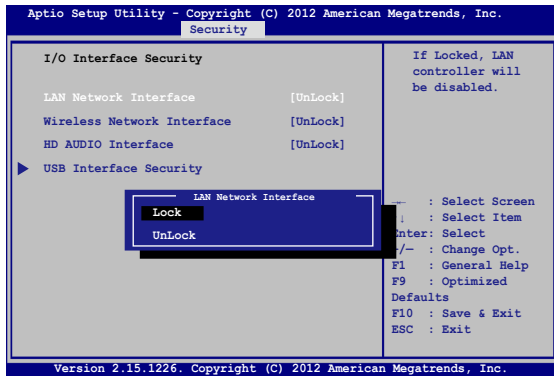 Aptio Setup Utility - Copyright (C) 2012 American Megatrends, Inc.
Security
I/O Interface Security
LAN Network Interface [UnLock]
Wireless Network Interface [UnLock]
HD AUDIO Interface [UnLock]
USB Interface Security
If Locked, LAN
controller will
be disabled.
LAN Network Interface
Lock
UnLock
→← : Select Screen
↓ : Select Item
nter: Select
/— : Change Opt.
F1 : General Help
F9 : Optimized
Defaults
F10 : Save & Exit
ESC : Exit
Version 2.15.1226. Copyright (C) 2012 American Megatrends, Inc.